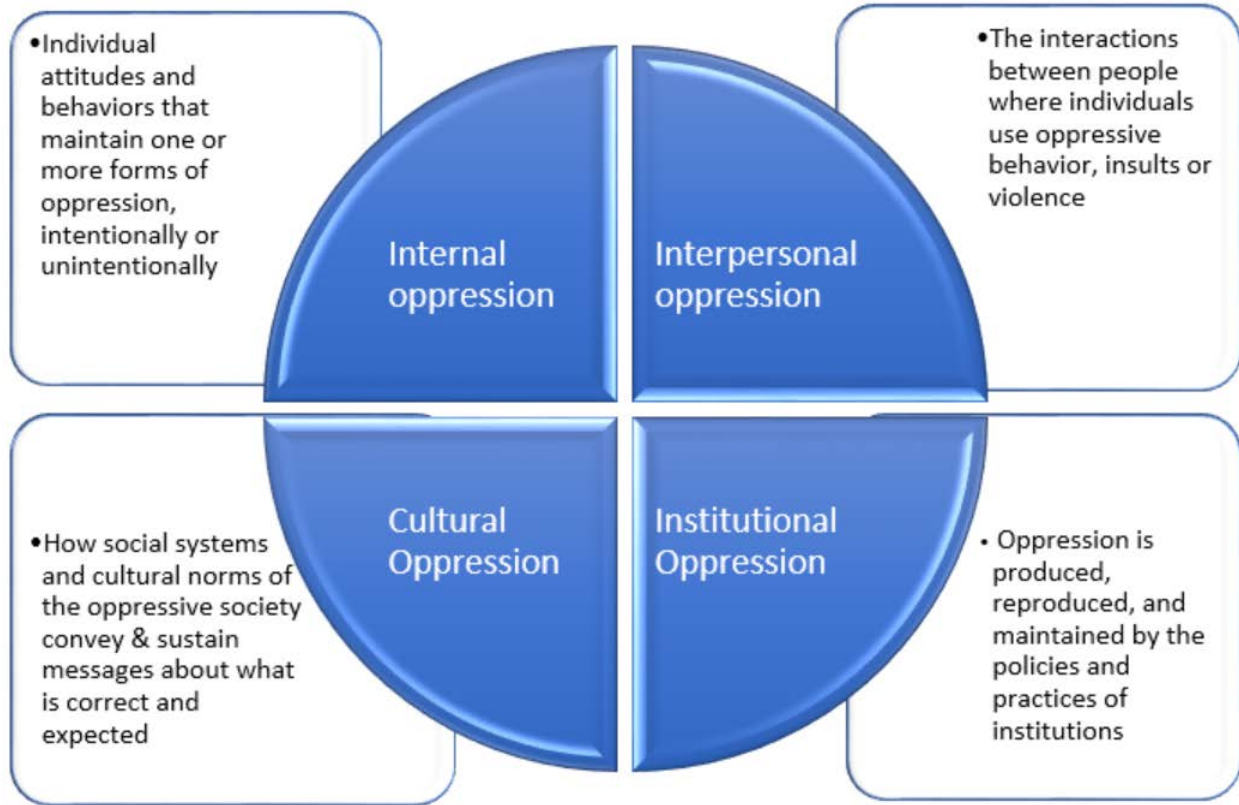 •Individual
attitudes and
behaviors that
maintain one or
more forms of
oppression,
intentionally or
unintentionally
Internal
oppression
•The interactions
between people
where individuals
use oppressive
behavior, insults or
violence
Interpersonal
oppression
•How social systems
and cultural norms of
the oppressive society
convey & sustain
messages about what
is correct and
expected
Cultural
Oppression
Institutional
Oppression
• Oppression is
produced,
reproduced, and
maintained by the
policies and
practices of
institutions